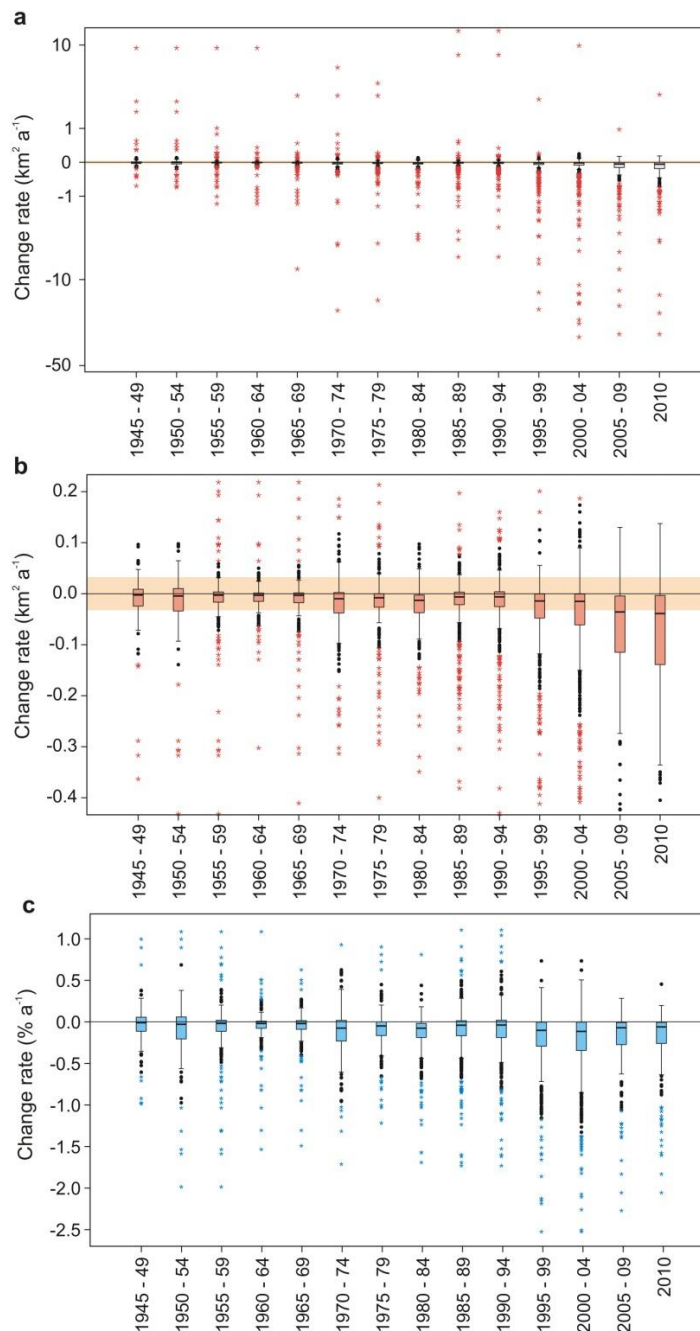 a
Change rate (km² a⁻¹)
10
1
0
-1
-10
-50
1945 - 49
1950 - 54
1955 - 59
1960 - 64
1965 - 69
1970 - 74
1975 - 79
1980 - 84
1985 - 89
1990 - 94
1995 - 99
2000 - 04
2005 - 09
2010
b
Change rate (km² a⁻¹)
0.2
0.1
0.0
-0.1
-0.2
-0.3
-0.4
1945 - 49
1950 - 54
1955 - 59
1960 - 64
1965 - 69
1970 - 74
1975 - 79
1980 - 84
1985 - 89
1990 - 94
1995 - 99
2000 - 04
2005 - 09
2010
c
Change rate (% a⁻¹)
1.0
0.5
0.0
-0.5
-1.0
-1.5
-2.0
-2.5
1945 - 49
1950 - 54
1955 - 59
1960 - 64
1965 - 69
1970 - 74
1975 - 79
1980 - 84
1985 - 89
1990 - 94
1995 - 99
2000 - 04
2005 - 09
2010